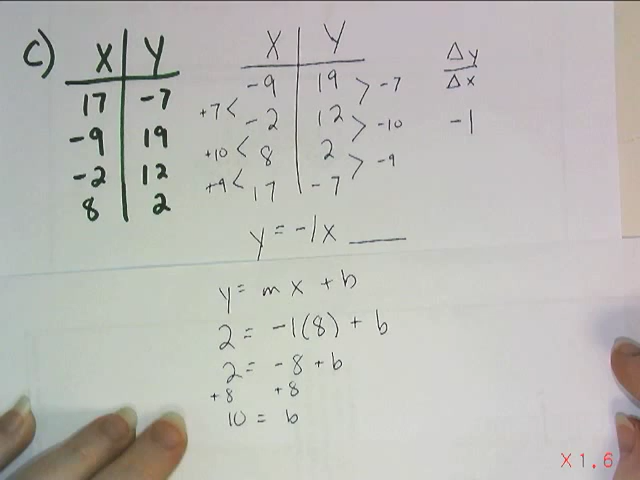 c)
X Y
17 -7
-9 19
-2 12
8 2
X Y
-9 19
-2 12
8 2
17 -7
+7 <
+10 <
+9 <
> -7
> -10
> -9
Δy
Δx
-1
y = -1x ____
y = mx + b
2 = -1(8) + b
2 = -8 + b
+8 +8
10 = b
X1.6